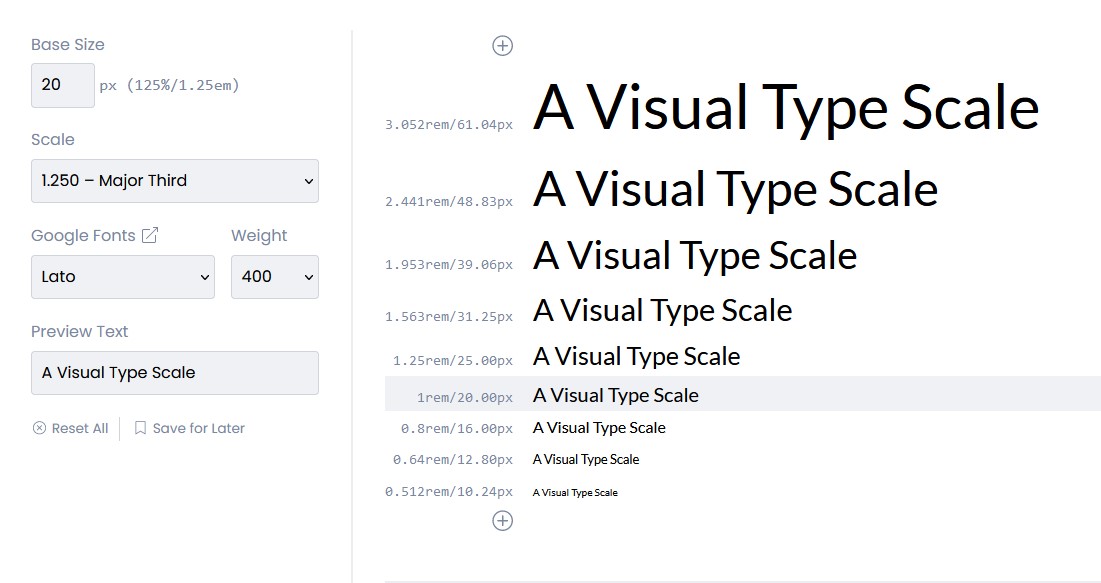 Base Size
20 px (125%/1.25em)
Scale
1.250 – Major Third
Google Fonts Weight
Lato 400
Preview Text
A Visual Type Scale
Reset All Save for Later
3.052rem/61.04px A Visual Type Scale
2.441rem/48.83px A Visual Type Scale
1.953rem/39.06px A Visual Type Scale
1.563rem/31.25px A Visual Type Scale
1.25rem/25.00px A Visual Type Scale
1rem/20.00px A Visual Type Scale
0.8rem/16.00px A Visual Type Scale
0.64rem/12.80px A Visual Type Scale
0.512rem/10.24px A Visual Type Scale